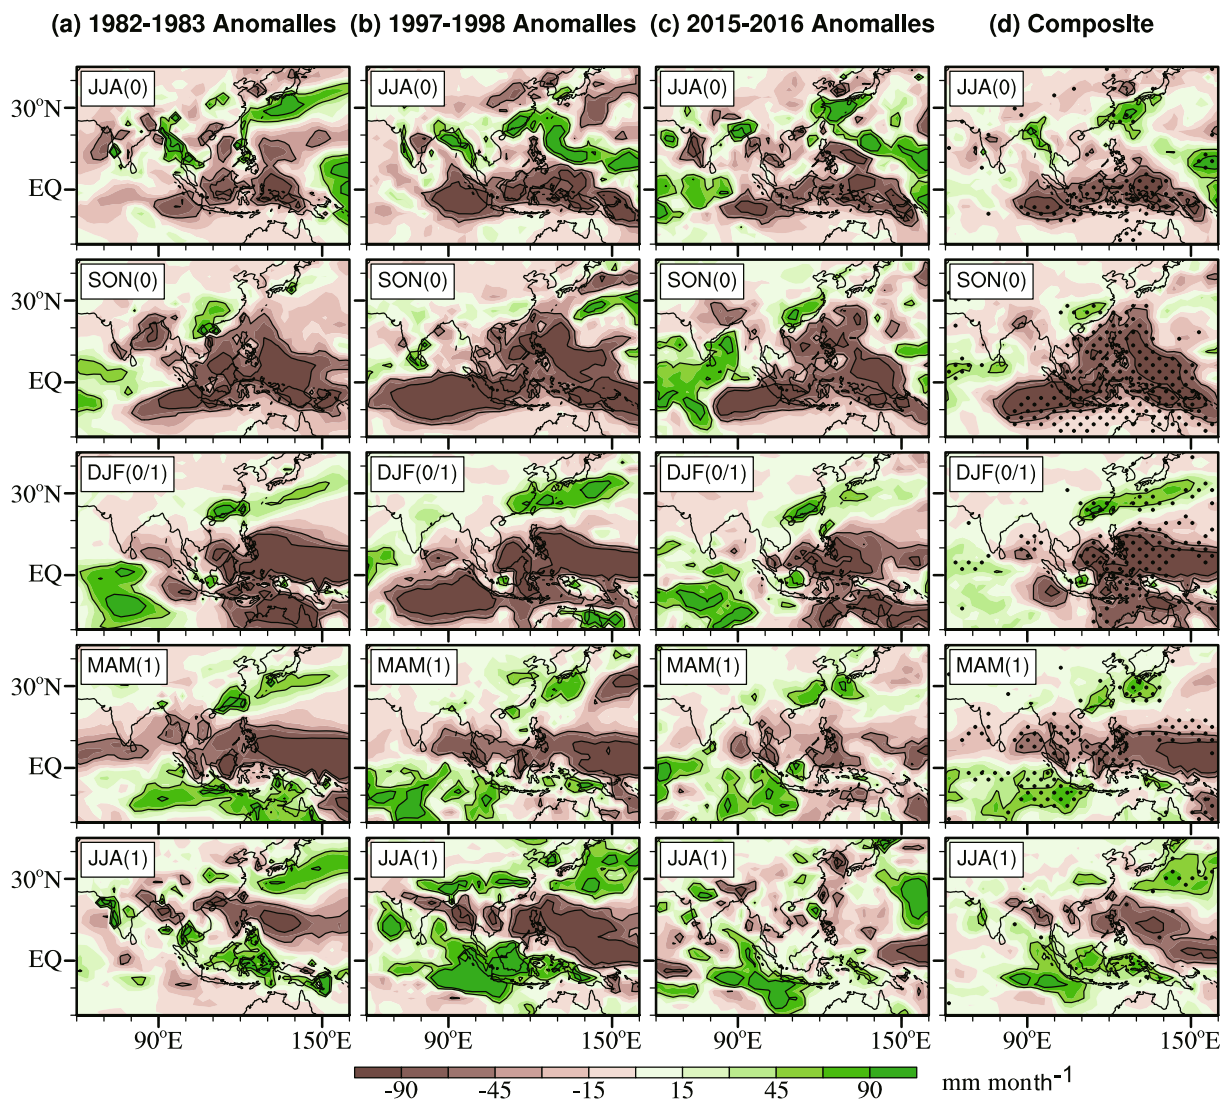 (a) 1982-1983 Anomalies (b) 1997-1998 Anomalies (c) 2015-2016 Anomalies (d) Composite
JJA(0) JJA(0) JJA(0) JJA(0)
30°N
EQ
SON(0) SON(0) SON(0) SON(0)
30°N
EQ
DJF(0/1) DJF(0/1) DJF(0/1) DJF(0/1)
30°N
EQ
MAM(1) MAM(1) MAM(1) MAM(1)
30°N
EQ
JJA(1) JJA(1) JJA(1) JJA(1)
30°N
EQ
90°E 150°E 90°E 150°E 90°E 150°E 90°E 150°E
-90 -45 -15 15 45 90 mm month⁻¹